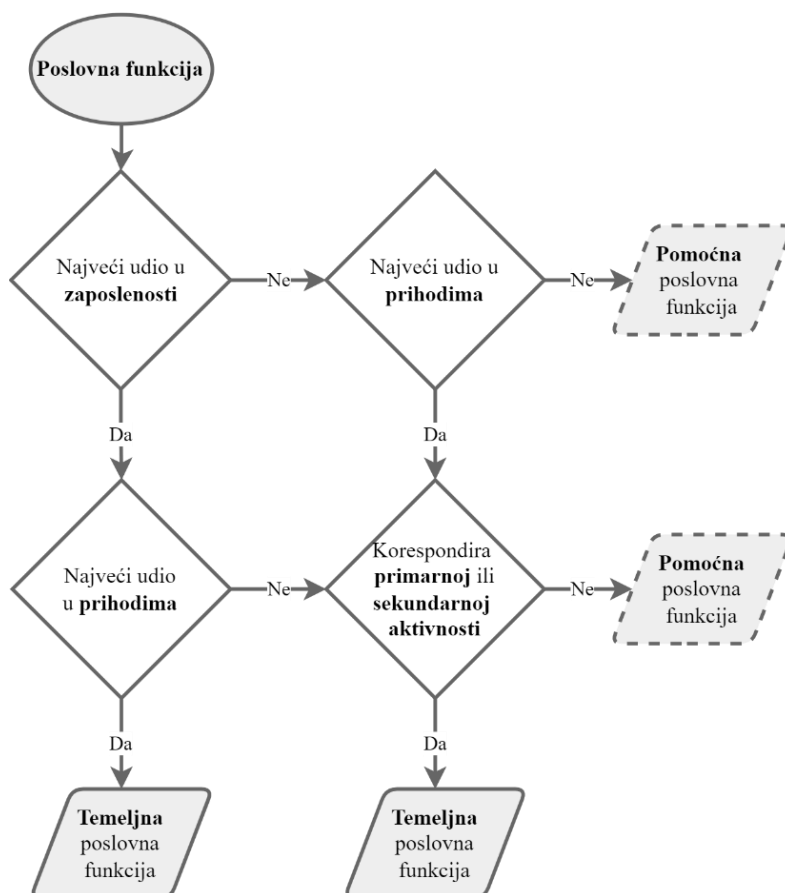 Poslovna funkcija
Najveći udio u
zaposlenosti
Ne
Najveći udio u
prihodima
Ne
Pomoćna
poslovna
funkcija
Da
Da
Najveći udio
u prihodima
Ne
Korespondira
primarnoj ili
sekundarnoj
aktivnosti
Ne
Pomoćna
poslovna
funkcija
Da
Da
Temeljna
poslovna
funkcija
Temeljna
poslovna
funkcija